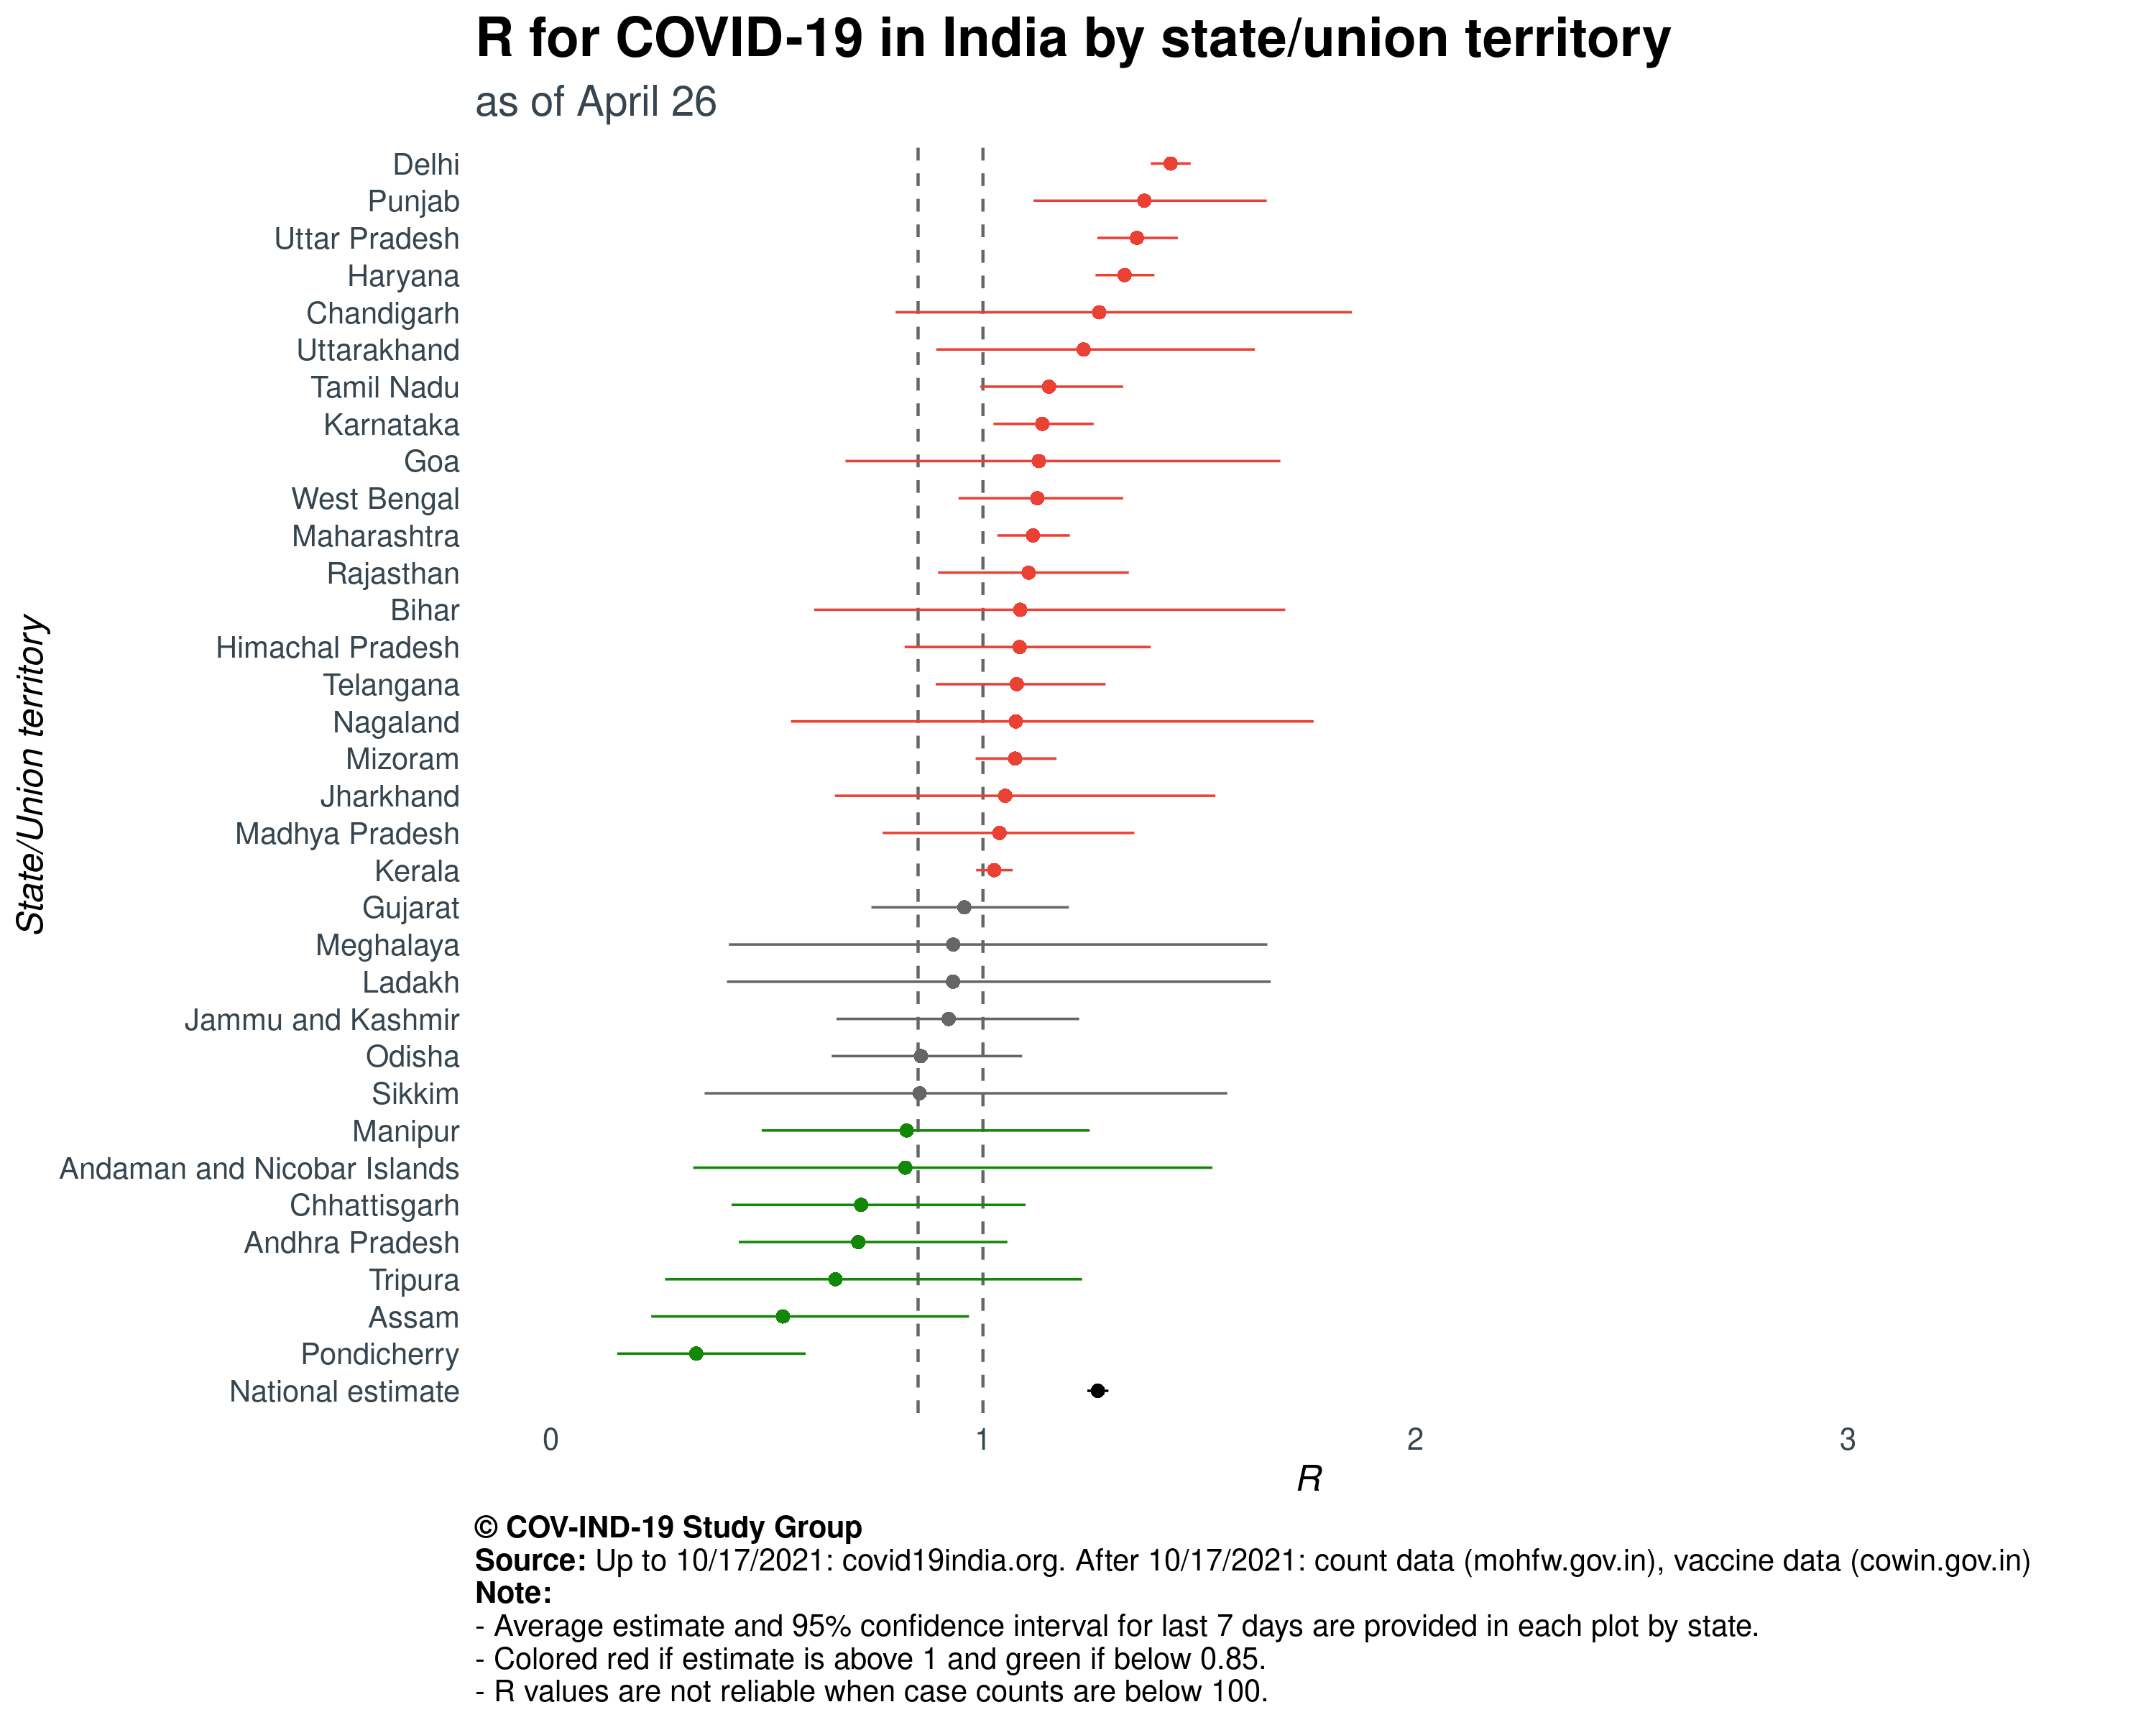 R for COVID-19 in India by state/union territory
as of April 26
State/Union territory
Delhi
Punjab
Uttar Pradesh
Haryana
Chandigarh
Uttarakhand
Tamil Nadu
Karnataka
Goa
West Bengal
Maharashtra
Rajasthan
Bihar
Himachal Pradesh
Telangana
Nagaland
Mizoram
Jharkhand
Madhya Pradesh
Kerala
Gujarat
Meghalaya
Ladakh
Jammu and Kashmir
Odisha
Sikkim
Manipur
Andaman and Nicobar Islands
Chhattisgarh
Andhra Pradesh
Tripura
Assam
Pondicherry
National estimate
0 1 2 3
R
© COV-IND-19 Study Group
Source: Up to 10/17/2021: covid19india.org. After 10/17/2021: count data (mohfw.gov.in), vaccine data (cowin.gov.in)
Note:
- Average estimate and 95% confidence interval for last 7 days are provided in each plot by state.
- Colored red if estimate is above 1 and green if below 0.85.
- R values are not reliable when case counts are below 100.